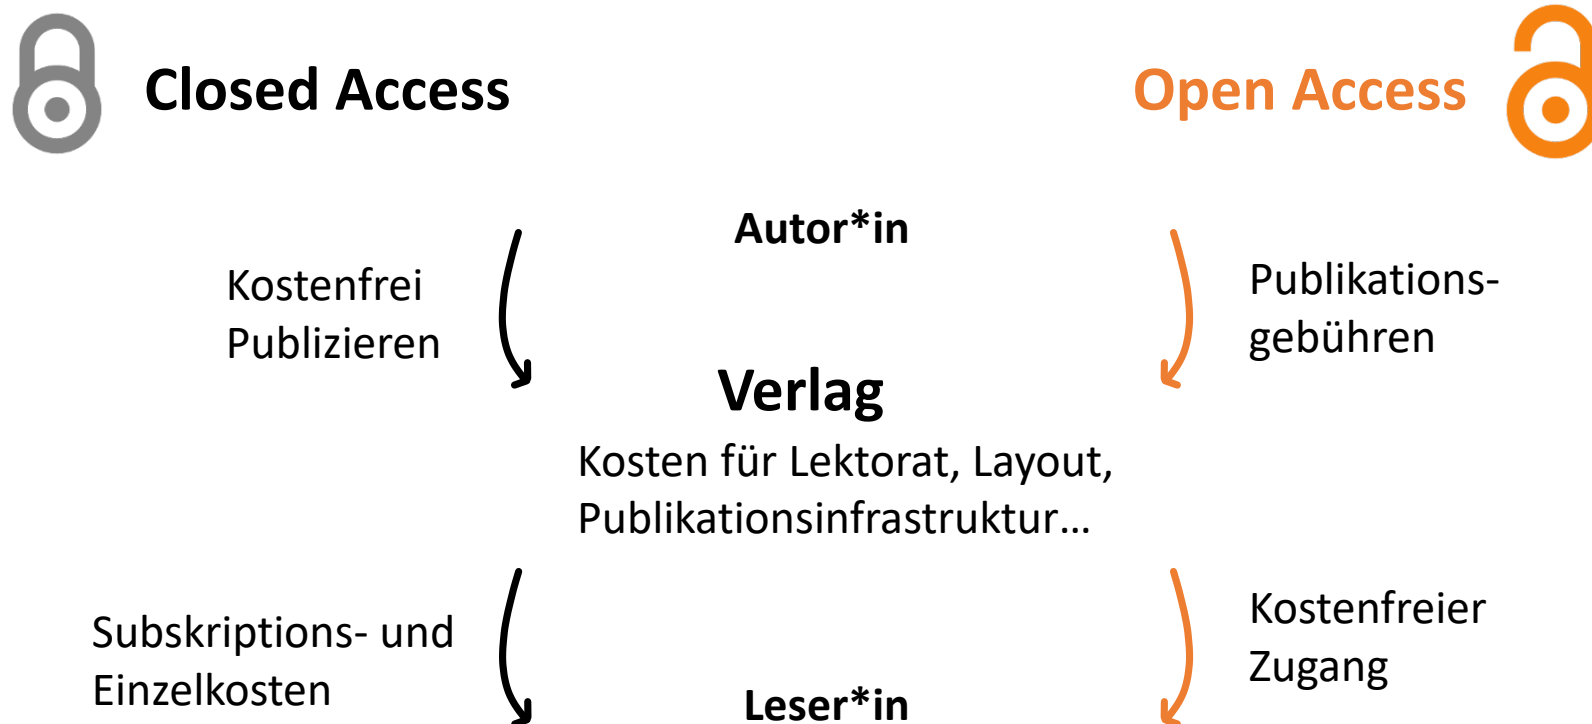 Closed Access
Open Access
Autor*in
Kostenfrei
Publizieren
Publikations-
gebühren
Verlag
Kosten für Lektorat, Layout,
Publikationsinfrastruktur…
Subskriptions- und
Einzelkosten
Kostenfreier
Zugang
Leser*in